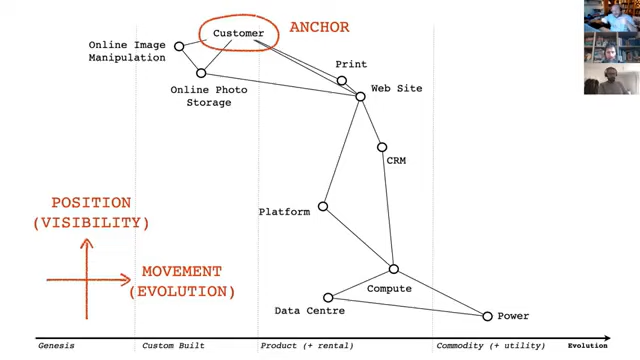 Customer
ANCHOR
Online Image
Manipulation
Print
Online Photo
Storage
Web Site
CRM
POSITION
(VISIBILITY)
Platform
MOVEMENT
(EVOLUTION)
Compute
Data Centre
Power
Genesis
Custom Built
Product (+ rental)
Commodity (+ utility)
Evolution